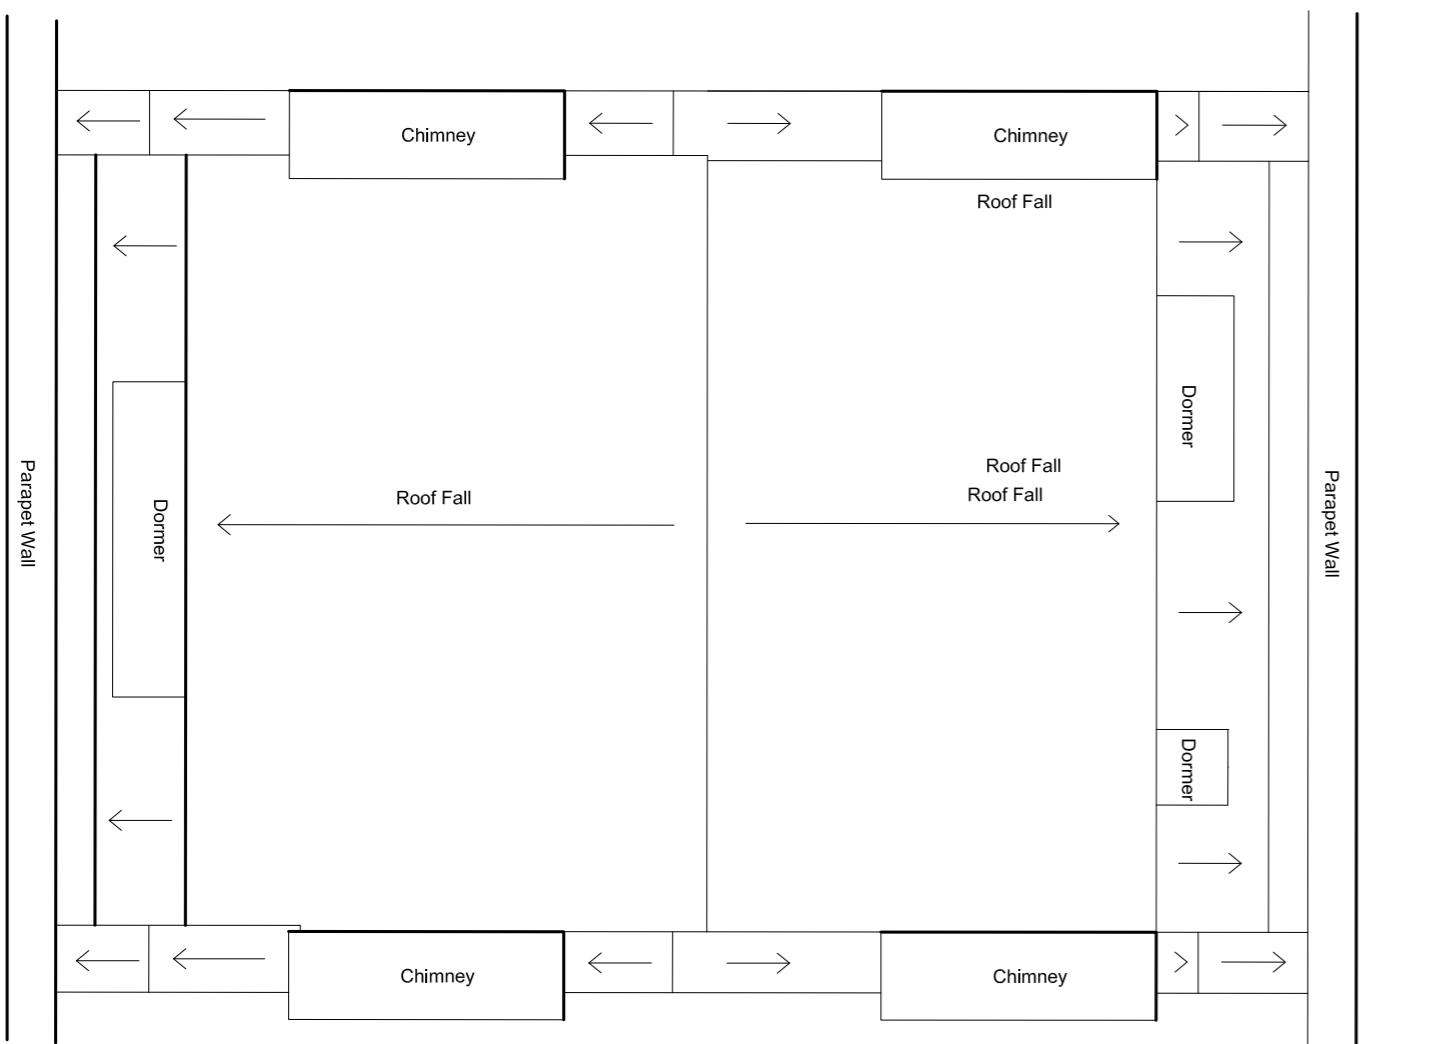 Chimney
Chimney
Roof Fall
Dormer
Roof Fall
Roof Fall
Roof Fall
Parapet Wall
Dormer
Parapet Wall
Dormer
Chimney
Chimney